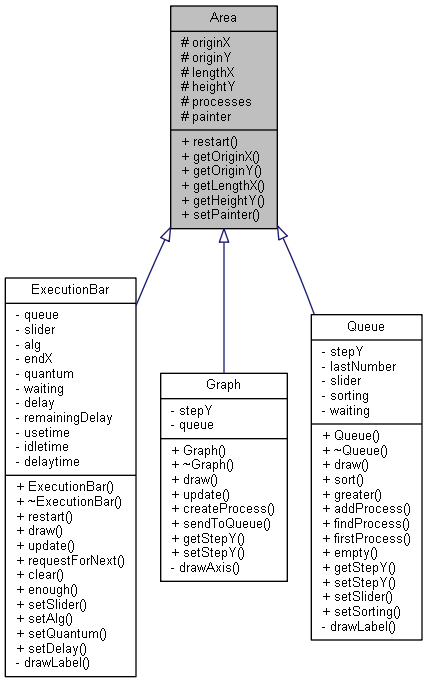 Area
# originX
# originY
# lengthX
# heightY
# processes
# painter
+ restart()
+ getOriginX()
+ getOriginY()
+ getLengthX()
+ getHeightY()
+ setPainter()
ExecutionBar
- queue
- slider
- alg
- endX
- quantum
- waiting
- delay
- remainingDelay
- usetime
- idletime
- delaytime
+ ExecutionBar()
+ ~ExecutionBar()
+ restart()
+ draw()
+ update()
+ requestForNext()
+ clear()
+ enough()
+ setSlider()
+ setAlg()
+ setQuantum()
+ setDelay()
- drawLabel()
Graph
- stepY
- queue
+ Graph()
+ ~Graph()
+ draw()
+ update()
+ createProcess()
+ sendToQueue()
+ getStepY()
+ setStepY()
- drawAxis()
Queue
- stepY
- lastNumber
- slider
- sorting
- waiting
+ Queue()
+ ~Queue()
+ draw()
+ sort()
+ greater()
+ addProcess()
+ findProcess()
+ firstProcess()
+ empty()
+ getStepY()
+ setStepY()
+ setSlider()
+ setSorting()
- drawLabel()